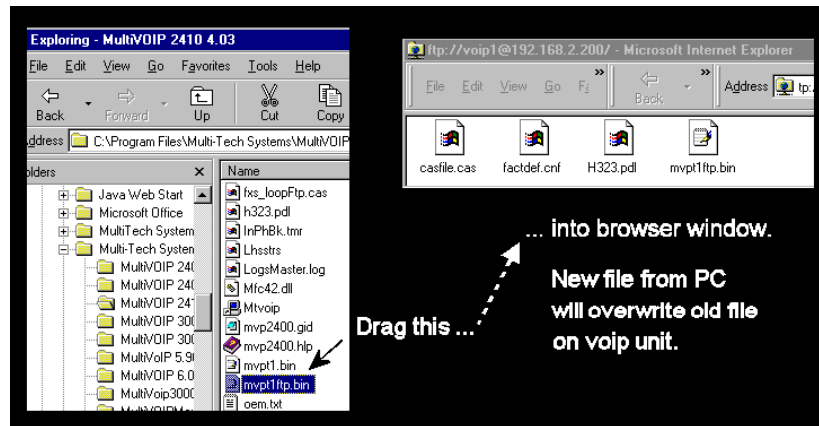 Exploring - MultiVOIP 2410 4.03
File Edit View Go Favorites Tools Help
Back Forward Up Cut Copy
Address C:\Program Files\Multi-Tech Systems\MultiVOIP
olders x
Java Web Start
Microsoft Office
MultiTech System
Multi-Tech System
MultiVOIP 240
MultiVOIP 240
MultiVOIP 241
MultiVOIP 300
MultiVOIP 300
MultiVoIP 5.90
MultiVOIP 6.0
MultiVoip3000
Name
fxs_loopFtp.cas
h323.pdl
InPhBk.tmr
Lhsstrs
LogsMaster.log
Mfc42.dll
Mtvoip
mvp2400.gid
mvp2400.hlp
mvpt1.bin
mvpt1ftp.bin
oem.txt
Drag this ...
ftp://voip1@192.168.2.200/ - Microsoft Internet Explorer
File Edit View Go Fa » Back » Address tp:
casfile.cas factdef.cnf H323.pdl mvpt1ftp.bin
... into browser window.
New file from PC
will overwrite old file
on voip unit.